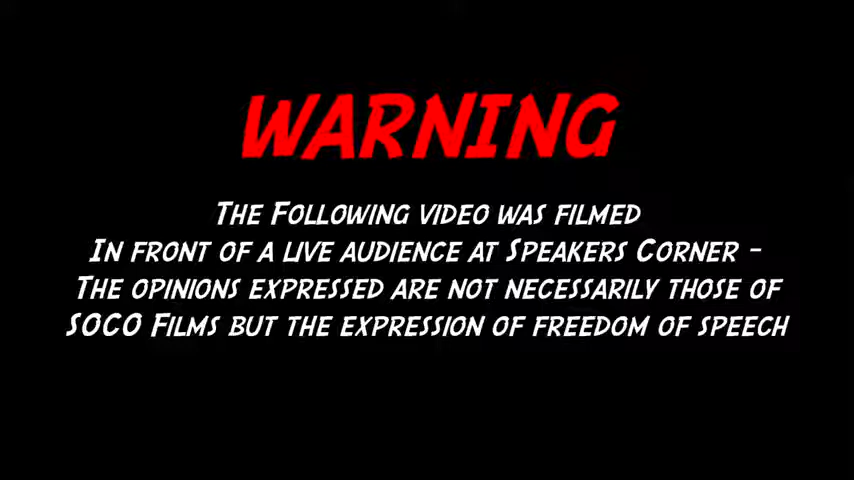 WARNING
The Following video was filmed
In front of a live audience at Speakers Corner -
The opinions expressed are not necessarily those of
SOCO Films but the expression of freedom of speech